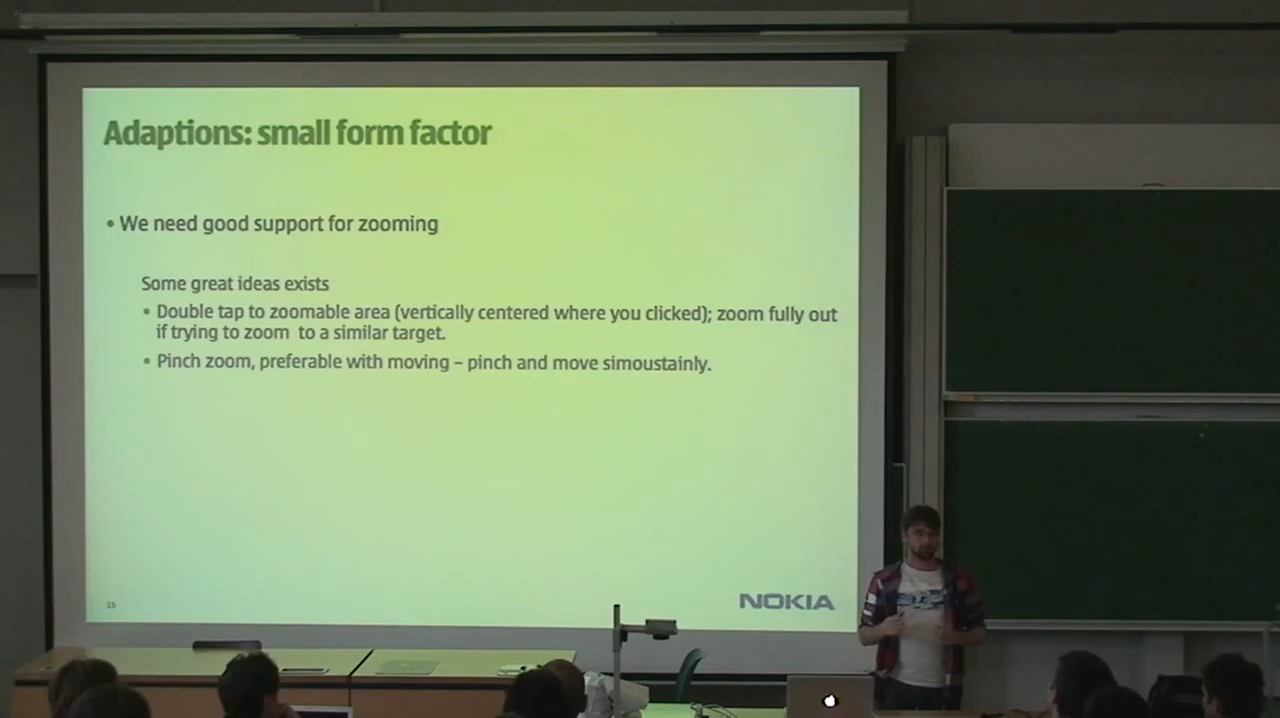 Adaptions: small form factor
• We need good support for zooming
Some great ideas exists
• Double tap to zoomable area (vertically centered where you clicked); zoom fully out
if trying to zoom to a similar target.
• Pinch zoom, preferable with moving – pinch and move simoustainly.
15
NOKIA